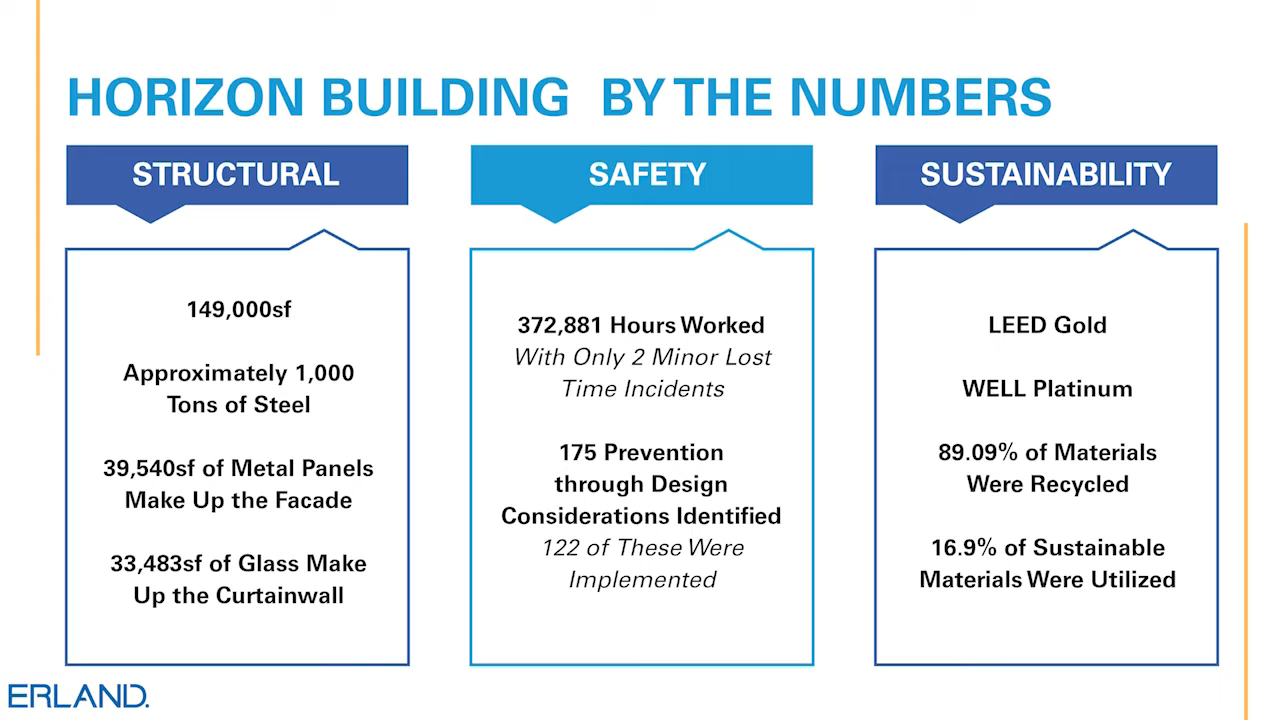 HORIZON BUILDING BY THE NUMBERS
STRUCTURAL
149,000sf
Approximately 1,000
Tons of Steel
39,540sf of Metal Panels
Make Up the Facade
33,483sf of Glass Make
Up the Curtainwall
SAFETY
372,881 Hours Worked
With Only 2 Minor Lost
Time Incidents
175 Prevention
through Design
Considerations Identified
122 of These Were
Implemented
SUSTAINABILITY
LEED Gold
WELL Platinum
89.09% of Materials
Were Recycled
16.9% of Sustainable
Materials Were Utilized
ERLAND.